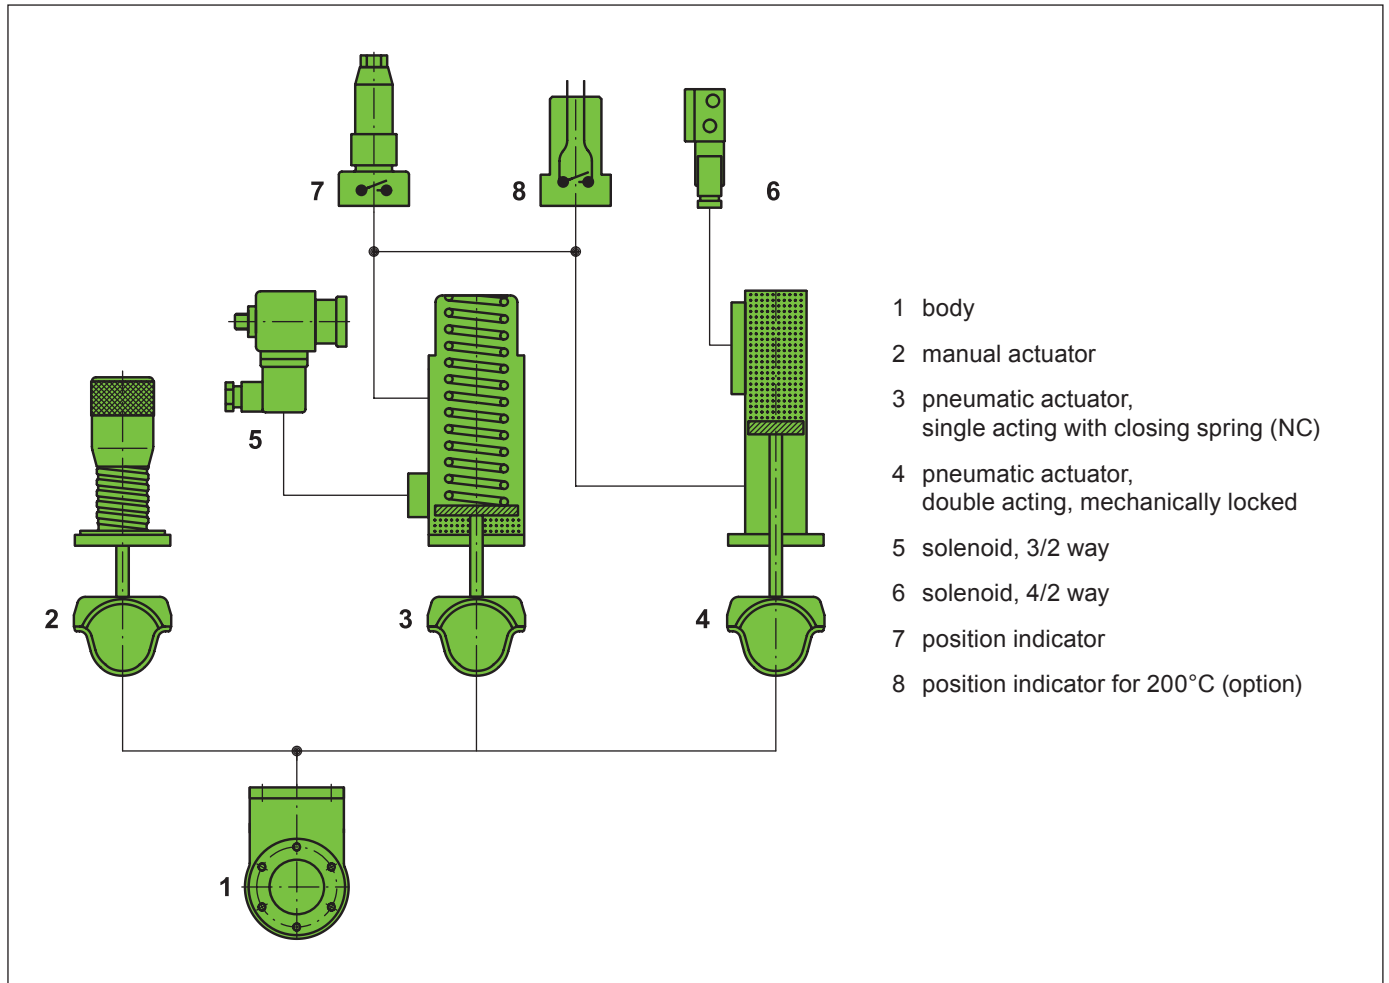 7
8
6
5
2
3
4
1
1 body
2 manual actuator
3 pneumatic actuator,
single acting with closing spring (NC)
4 pneumatic actuator,
double acting, mechanically locked
5 solenoid, 3/2 way
6 solenoid, 4/2 way
7 position indicator
8 position indicator for 200°C (option)